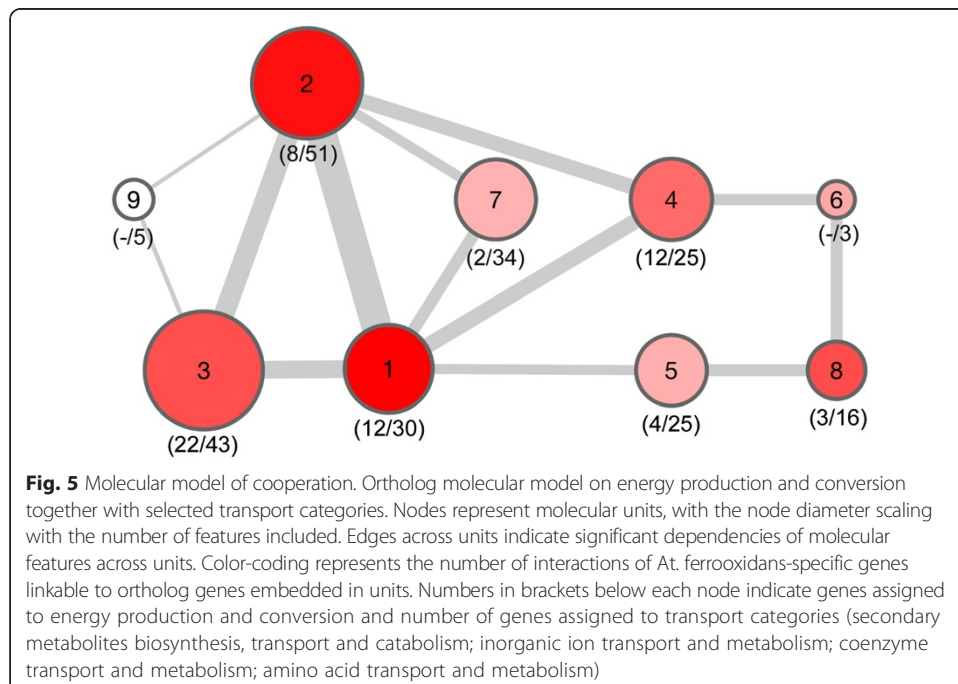 2
(8/51)
9
(-/5)
7
(2/34)
4
(12/25)
6
(-/3)
3
(22/43)
1
(12/30)
5
(4/25)
8
(3/16)
Fig. 5 Molecular model of cooperation. Ortholog molecular model on energy production and conversion
together with selected transport categories. Nodes represent molecular units, with the node diameter scaling
with the number of features included. Edges across units indicate significant dependencies of molecular
features across units. Color-coding represents the number of interactions of At. ferrooxidans-specific genes
linkable to ortholog genes embedded in units. Numbers in brackets below each node indicate genes assigned
to energy production and conversion and number of genes assigned to transport categories (secondary
metabolites biosynthesis, transport and catabolism; inorganic ion transport and metabolism; coenzyme
transport and metabolism; amino acid transport and metabolism)